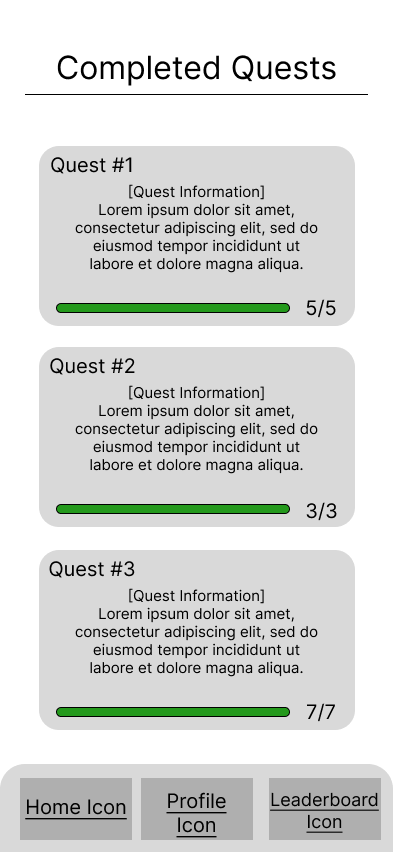 Completed Quests
Quest #1
[Quest Information]
Lorem ipsum dolor sit amet,
consectetur adipiscing elit, sed do
eiusmod tempor incididunt ut
labore et dolore magna aliqua.
5/5
Quest #2
[Quest Information]
Lorem ipsum dolor sit amet,
consectetur adipiscing elit, sed do
eiusmod tempor incididunt ut
labore et dolore magna aliqua.
3/3
Quest #3
[Quest Information]
Lorem ipsum dolor sit amet,
consectetur adipiscing elit, sed do
eiusmod tempor incididunt ut
labore et dolore magna aliqua.
7/7
Home Icon
Profile
Icon
Leaderboard
Icon